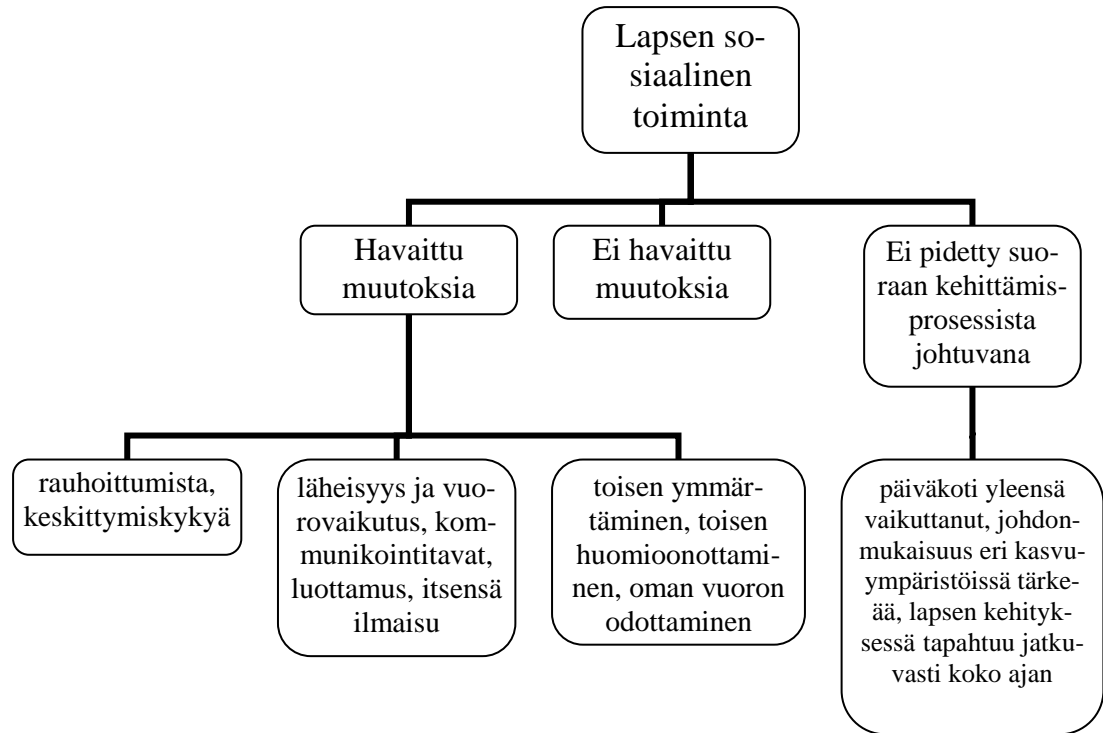 Lapsen so-
siaalinen
toiminta
Havaittu
muutoksia
Ei havaittu
muutoksia
Ei pidetty suo-
raan kehittämis-
prosessista
johtuvana
rauhoittumista,
keskittymiskykyä
läheisyys ja vuo-
rovaikutus, kom-
munikointitavat,
luottamus, itsensä
ilmaisu
toisen ymmär-
täminen, toisen
huomioonottami-
nen, oman vuoron
odottaminen
päiväkoti yleensä
vaikuttanut, johdon-
mukaisuus eri kasvu-
ympäristöissä tärke-
ää, lapsen kehityk-
sessä tapahtuu jatku-
vasti koko ajan